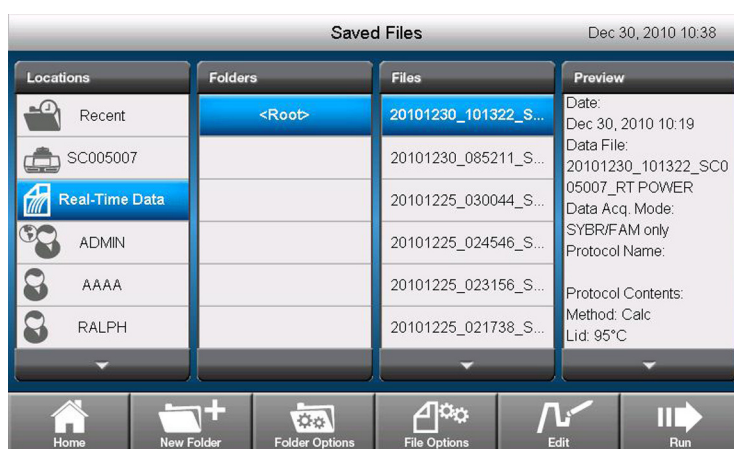 Saved Files
Dec 30, 2010 10:38
Locations
Folders
Files
Preview
Recent
SC005007
Real-Time Data
ADMIN
AAAA
RALPH
<Root>
20101230_101322_S...
20101230_085211_S...
20101225_030044_S...
20101225_024546_S...
20101225_023156_S...
20101225_021738_S...
Date:
Dec 30, 2010 10:19
Data File:
20101230_101322_SC0
05007_RT POWER
Data Acq. Mode:
SYBR/FAM only
Protocol Name:
Protocol Contents:
Method: Calc
Lid: 95°C
Home
New Folder
Folder Options
File Options
Edit
Run